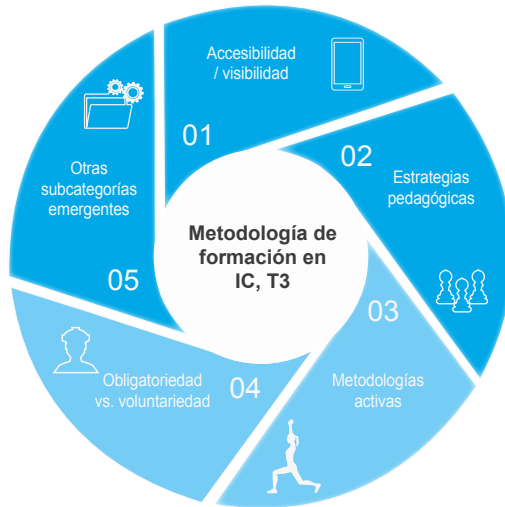 Accesibilidad
/ visibilidad
01
02
Estrategias
pedagógicas
03
Metodologías
activas
04
Obligatoriedad
vs. voluntariedad
05
Otras
subcategorías
emergentes
Metodología de
formación en
IC, T3